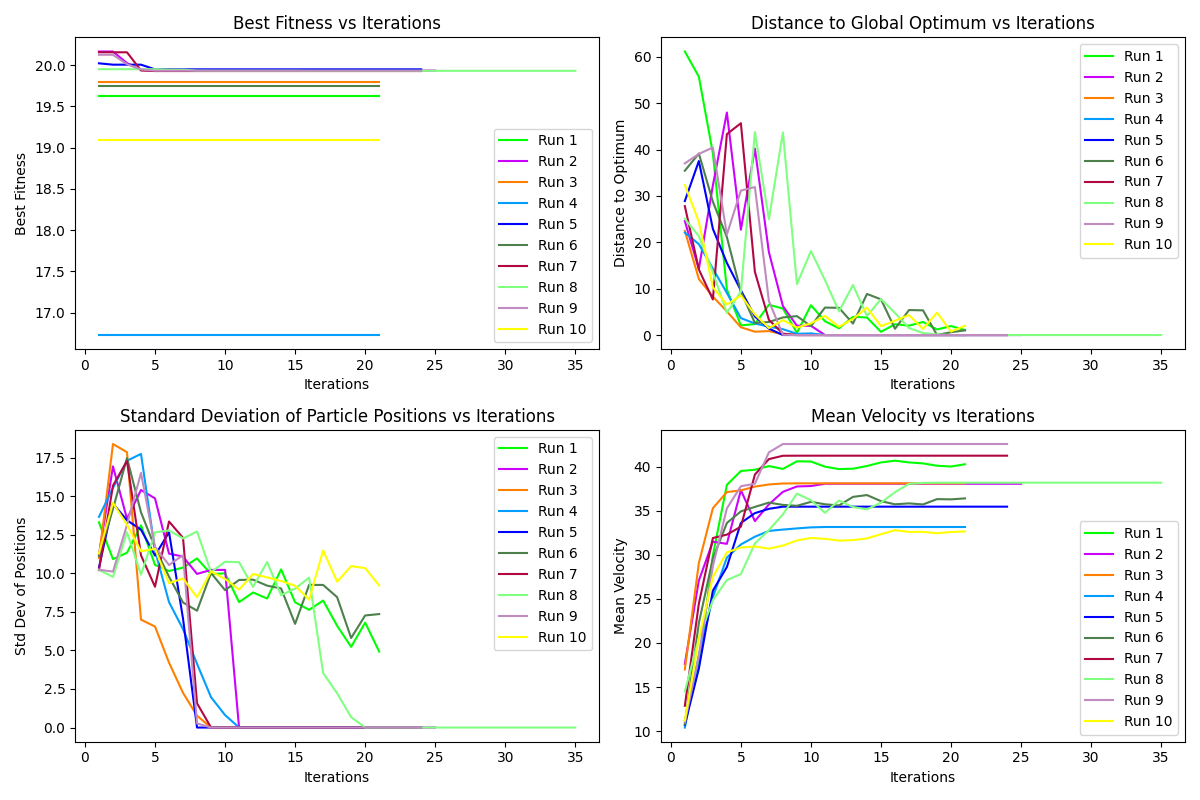 Best Fitness vs Iterations
Best Fitness
20.0
19.5
19.0
18.5
18.0
17.5
17.0
0 5 10 15 20 25 30 35
Iterations
Run 1
Run 2
Run 3
Run 4
Run 5
Run 6
Run 7
Run 8
Run 9
Run 10
Distance to Global Optimum vs Iterations
Distance to Optimum
60
50
40
30
20
10
0
0 5 10 15 20 25 30 35
Iterations
Run 1
Run 2
Run 3
Run 4
Run 5
Run 6
Run 7
Run 8
Run 9
Run 10
Standard Deviation of Particle Positions vs Iterations
Std Dev of Positions
17.5
15.0
12.5
10.0
7.5
5.0
2.5
0.0
0 5 10 15 20 25 30 35
Iterations
Run 1
Run 2
Run 3
Run 4
Run 5
Run 6
Run 7
Run 8
Run 9
Run 10
Mean Velocity vs Iterations
Mean Velocity
40
35
30
25
20
15
10
0 5 10 15 20 25 30 35
Iterations
Run 1
Run 2
Run 3
Run 4
Run 5
Run 6
Run 7
Run 8
Run 9
Run 10